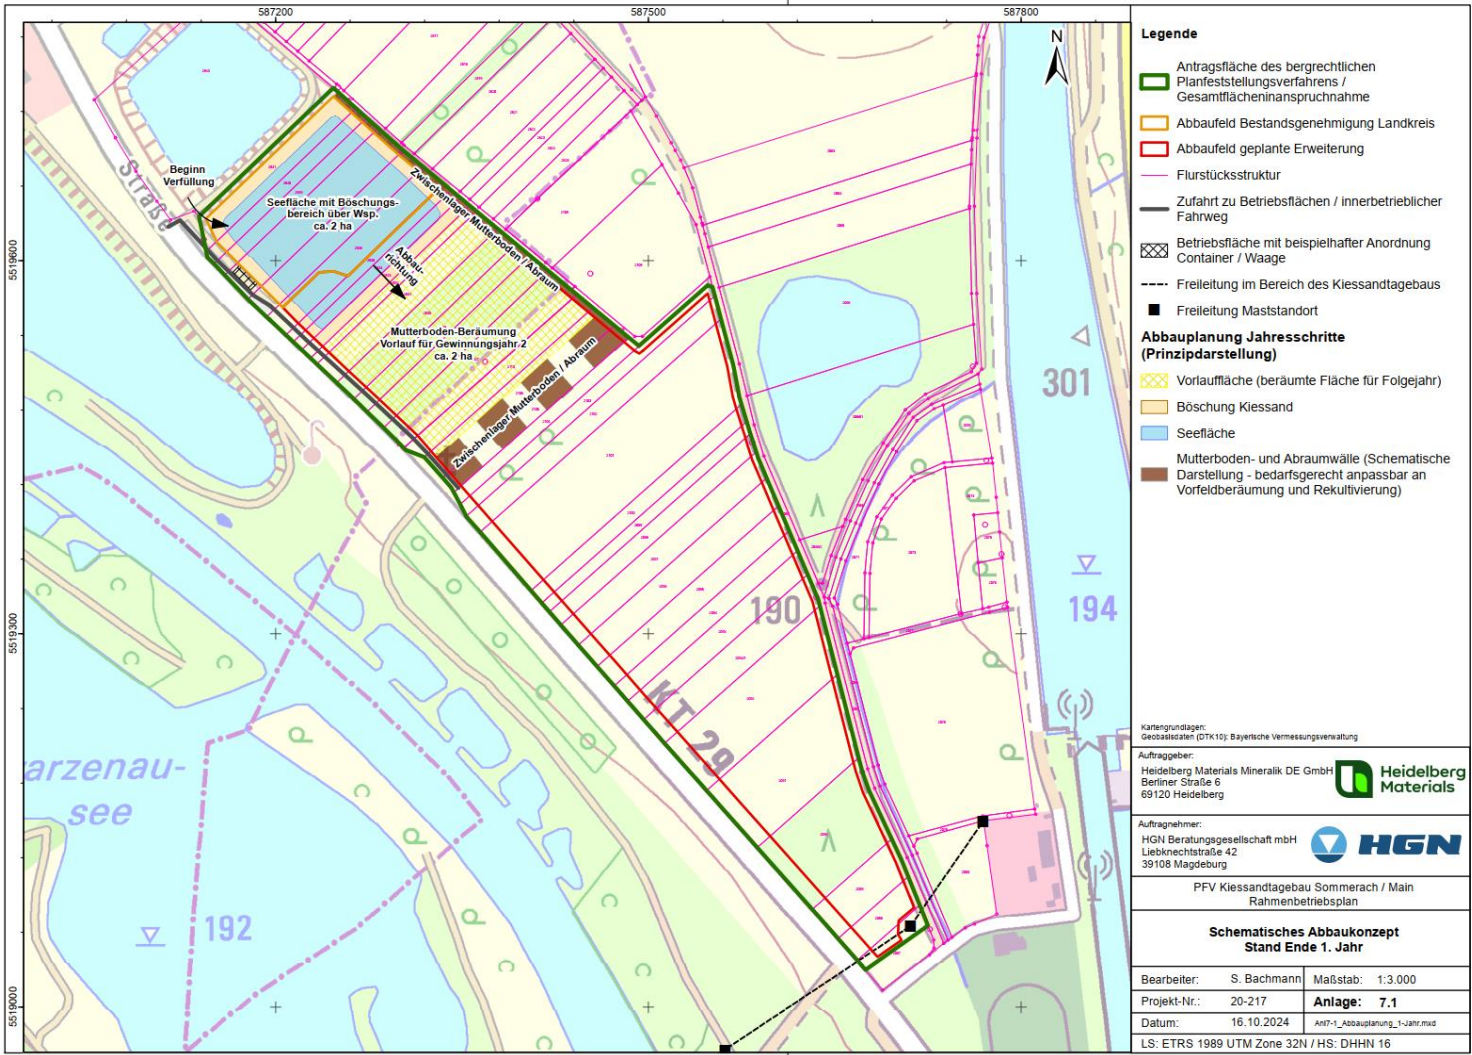 587200
587500
587800
5519600
5519300
5519000
N
Straße
Beginn
Verfüllung
Seefläche mit Böschungs-
bereich über Wsp.
ca. 2 ha
Zwischenlager Mutterboden / Abraum
Abbau-
richtung
Mutterboden-Beräumung
Vorlauf für Gewinnungsjahr 2
ca. 2 ha
Zwischenlager Mutterboden / Abraum
301
190
194
KT 29
arzenau-
see
192
Legende
Antragsfläche des bergrechtlichen
Planfeststellungsverfahrens /
Gesamtflächeninanspruchnahme
Abbaufeld Bestandsgenehmigung Landkreis
Abbaufeld geplante Erweiterung
Flurstücksstruktur
Zufahrt zu Betriebsflächen / innerbetrieblicher
Fahrweg
Betriebsfläche mit beispielhafter Anordnung
Container / Waage
Freileitung im Bereich des Kiessandtagebaus
Freileitung Maststandort
Abbauplanung Jahresschritte
(Prinzipdarstellung)
Vorlauffläche (beräumte Fläche für Folgejahr)
Böschung Kiessand
Seefläche
Mutterboden- und Abraumwälle (Schematische
Darstellung - bedarfsgerecht anpassbar an
Vorfeldberäumung und Rekultivierung)
Kartengrundlagen:
Geobasisdaten (DTK10): Bayerische Vermessungsverwaltung
Auftraggeber:
Heidelberg Materials Mineralik DE GmbH
Berliner Straße 6
69120 Heidelberg
Heidelberg
Materials
Auftragnehmer:
HGN Beratungsgesellschaft mbH
Liebknechtstraße 42
39108 Magdeburg
HGN
PFV Kiessandtagebau Sommerach / Main
Rahmenbetriebsplan
Schematisches Abbaukonzept
Stand Ende 1. Jahr
Bearbeiter: S. Bachmann
Maßstab: 1:3.000
Projekt-Nr.: 20-217
Anlage: 7.1
Datum: 16.10.2024
Anl7-1_Abbauplanung_1-Jahr.mxd
LS: ETRS 1989 UTM Zone 32N / HS: DHHN 16